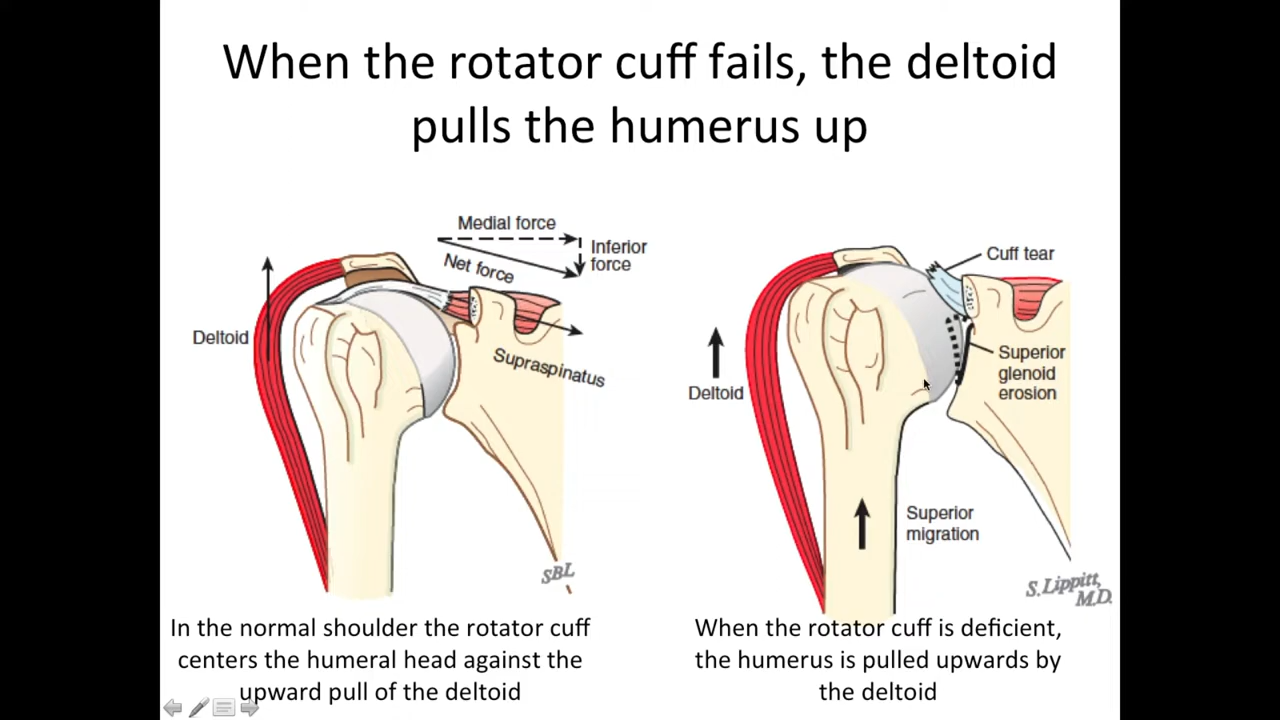 When the rotator cuff fails, the deltoid
pulls the humerus up
Medial force
Inferior
force
Net force
Deltoid
Supraspinatus
SBL
In the normal shoulder the rotator cuff
centers the humeral head against the
upward pull of the deltoid
Cuff tear
Superior
glenoid
erosion
Deltoid
Superior
migration
S. Lippitt,
M.D.
When the rotator cuff is deficient,
the humerus is pulled upwards by
the deltoid